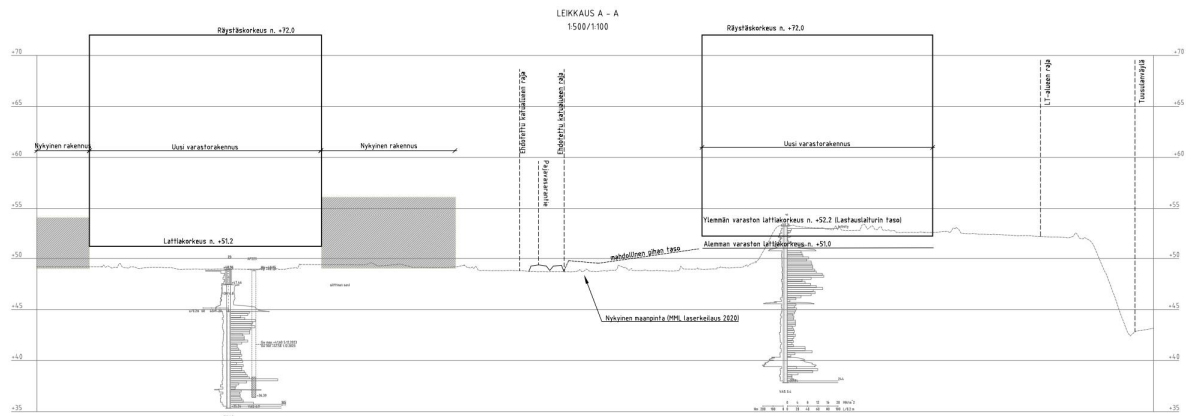 LEIKKAUS A - A
1:500/1:100
Räystäskorkeus n. +72,0
Räystäskorkeus n. +72,0
+70
+70
+65
+65
+60
+60
+55
+55
+50
+50
+45
+45
+40
+40
+35
+35
Nykyinen rakennus
Uusi varastorakennus
Nykyinen rakennus
Lattiakorkeus n. +51,2
Ehdotettu katualueen raja
Pajavasarantie
Ehdotettu katualueen raja
mahdollinen pihan taso
Nykyinen maanpinta (MML laserkeilaus 2020)
Uusi varastorakennus
Ylemmän varaston lattiakorkeus n. +52,2 (Lastauslaiturin taso)
Alemman varaston lattiakorkeus n. +51,0
LT-alueen raja
Tuusulanväylä